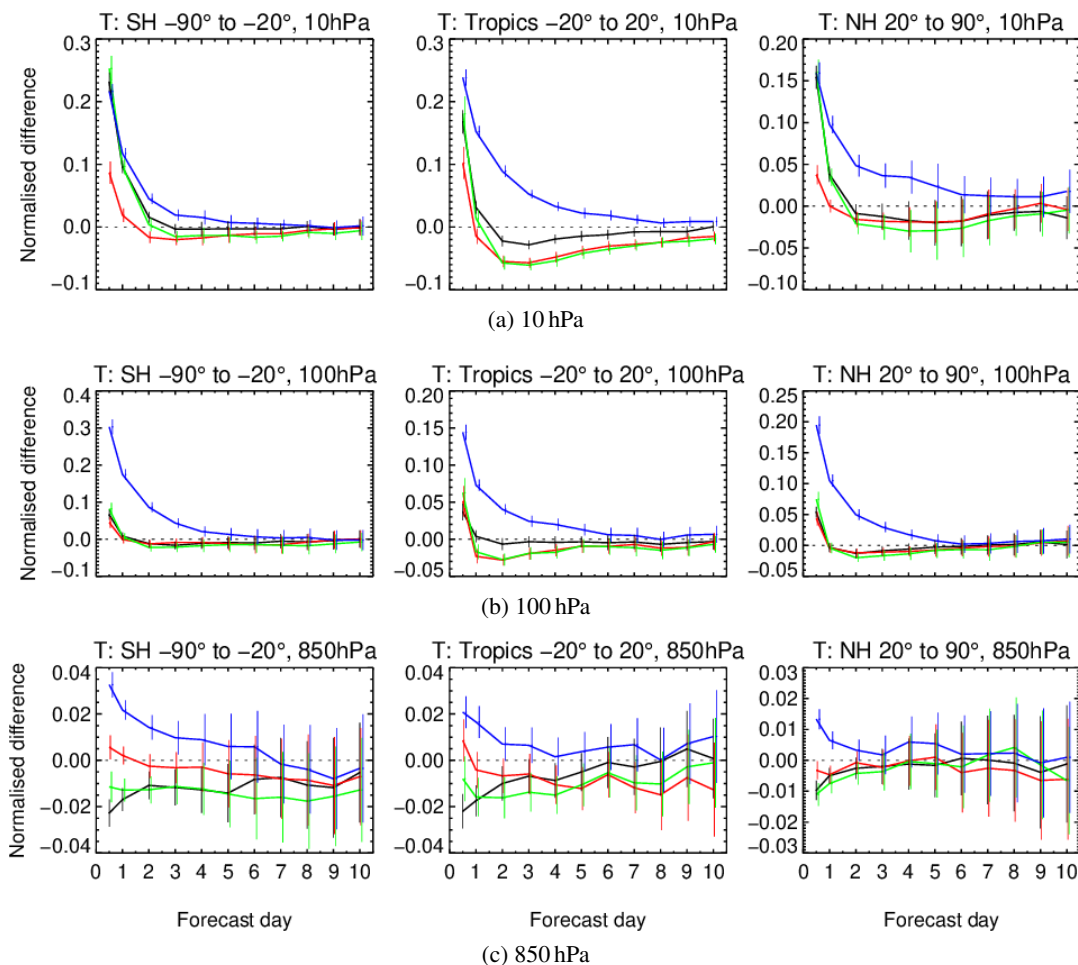 T: SH −90° to −20°, 10hPa T: Tropics −20° to 20°, 10hPa T: NH 20° to 90°, 10hPa
Normalised difference
0.3 0.3 0.20
0.2 0.2 0.15
0.10
0.1 0.1 0.05
0.0 0.0 0.00
−0.05
−0.1 −0.1 −0.10
(a) 10 hPa
T: SH −90° to −20°, 100hPa T: Tropics −20° to 20°, 100hPa T: NH 20° to 90°, 100hPa
Normalised difference
0.4 0.20 0.25
0.3 0.15 0.20
0.15
0.2 0.10 0.10
0.1 0.05 0.05
0.0 0.00 0.00
−0.1 −0.05 −0.05
(b) 100 hPa
T: SH −90° to −20°, 850hPa T: Tropics −20° to 20°, 850hPa T: NH 20° to 90°, 850hPa
Normalised difference
0.04 0.04 0.03
0.02 0.02 0.02
0.01
0.00 0.00 0.00
−0.01
−0.02 −0.02 −0.02
−0.04 −0.04 −0.03
0 1 2 3 4 5 6 7 8 9 10 0 1 2 3 4 5 6 7 8 9 10 0 1 2 3 4 5 6 7 8 9 10
Forecast day Forecast day Forecast day
(c) 850 hPa